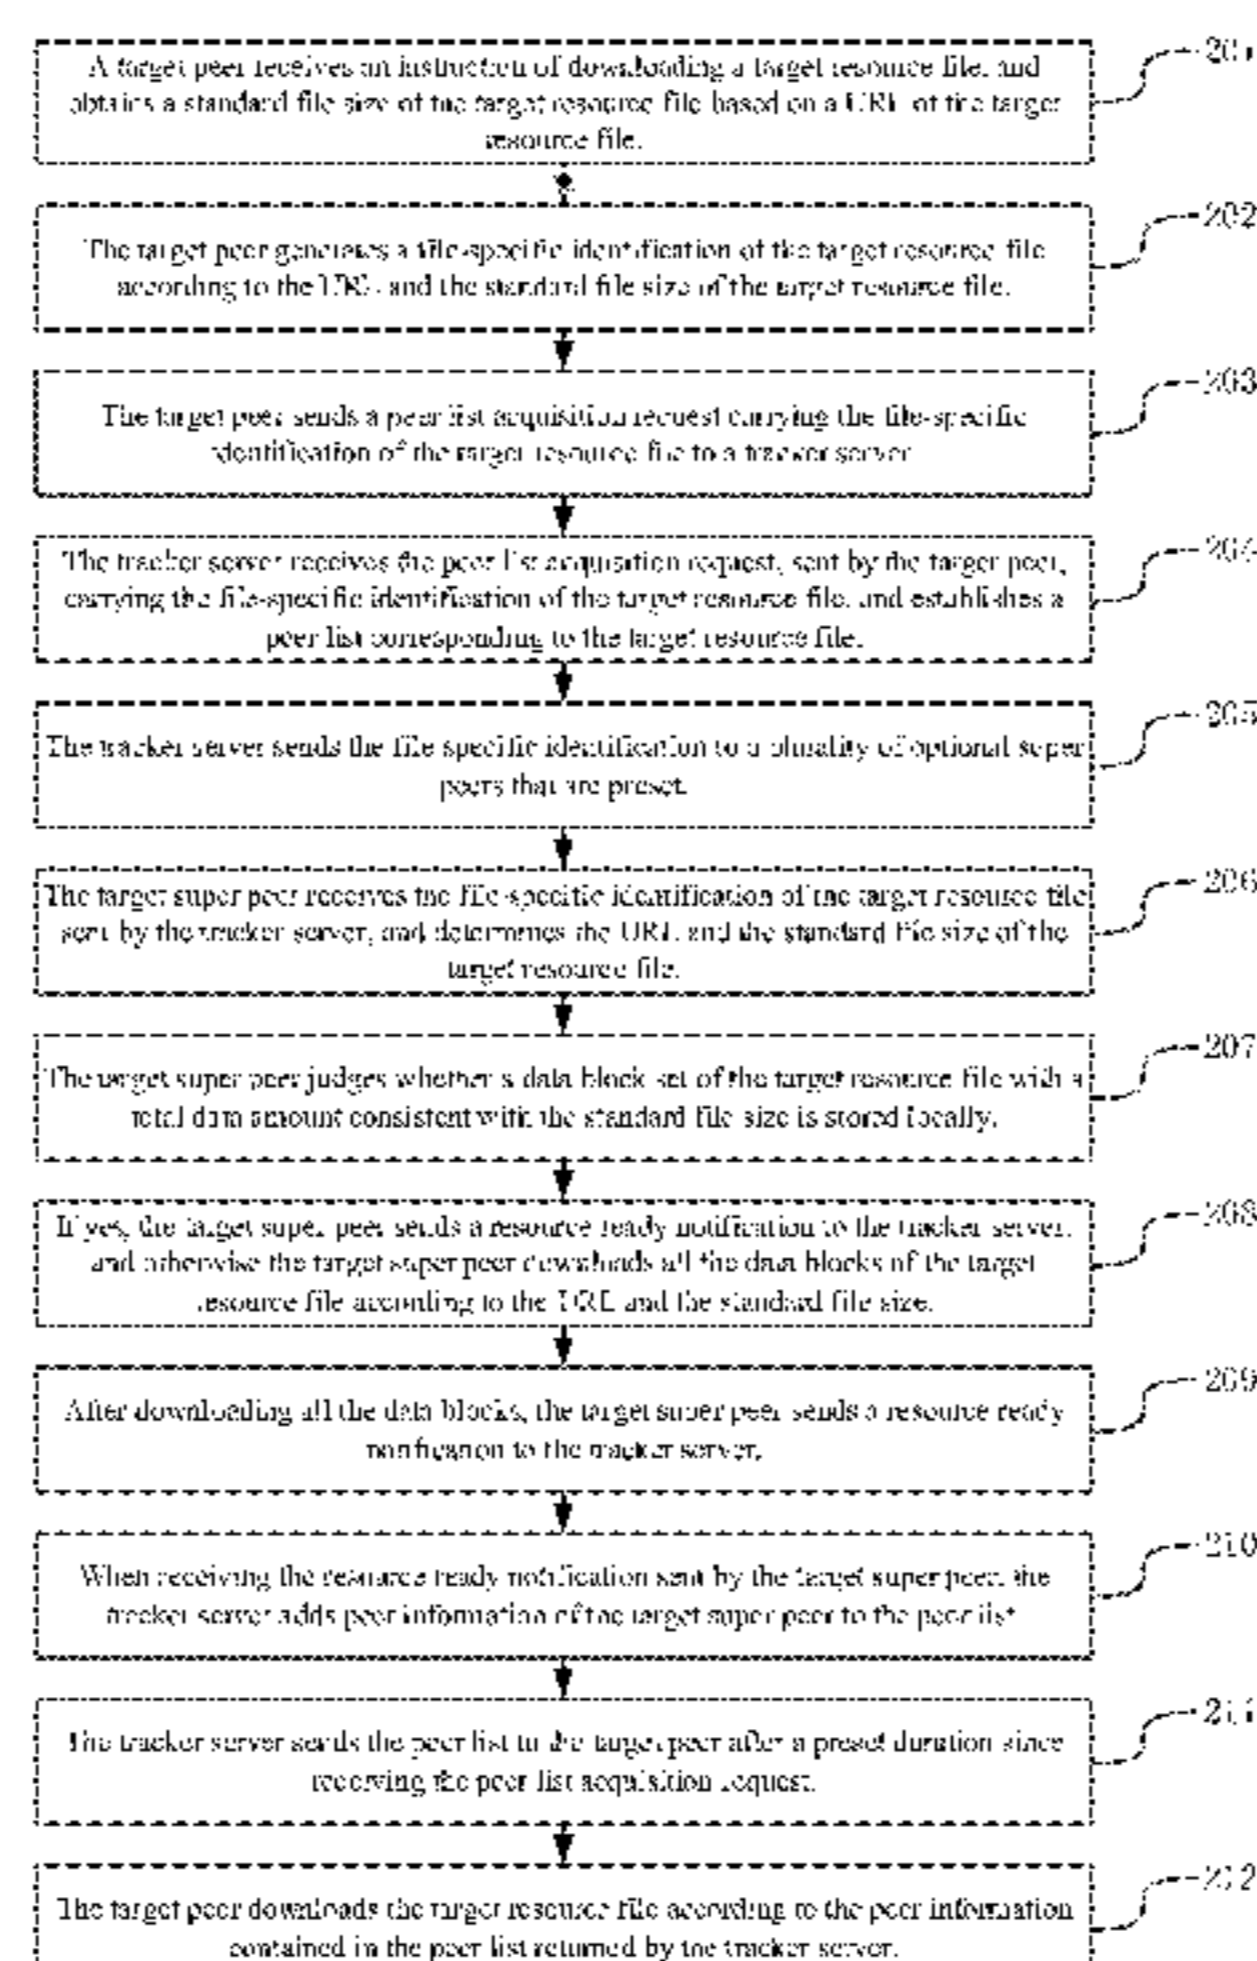 201
A target peer receives an instruction of downloading a target resource file, and
obtains a standard file size of the target resource file based on a URL of the target
resource file.
202
The target peer generates a file-specific identification of the target resource file
according to the URL and the standard file size of the target resource file.
203
The target peer sends a peer list acquisition request carrying the file-specific
identification of the target resource file to a tracker server
204
The tracker server receives the peer list acquisition request, sent by the target peer,
carrying the file-specific identification of the target resource file, and establishes a
peer list corresponding to the target resource file.
205
The tracker server sends the file specific identification to a plurality of optional super
peers that are preset.
206
The target super peer receives the file-specific identification of the target resource file
sent by the tracker server, and determines the URL and the standard file size of the
target resource file.
207
The target super peer judges whether a data block set of the target resource file with a
total data amount consistent with the standard file size is stored locally.
208
If yes, the target super peer sends a resource ready notification to the tracker server,
and otherwise the target super peer downloads all the data blocks of the target
resource file according to the URL and the standard file size.
209
After downloading all the data blocks, the target super peer sends a resource ready
notification to the tracker server.
210
When receiving the resource ready notification sent by the target super peer, the
tracker server adds peer information of the target super peer to the peer list
211
The tracker server sends the peer list to the target peer after a preset duration since
receiving the peer list acquisition request.
212
The target peer downloads the target resource file according to the peer information
contained in the peer list returned by the tracker server.